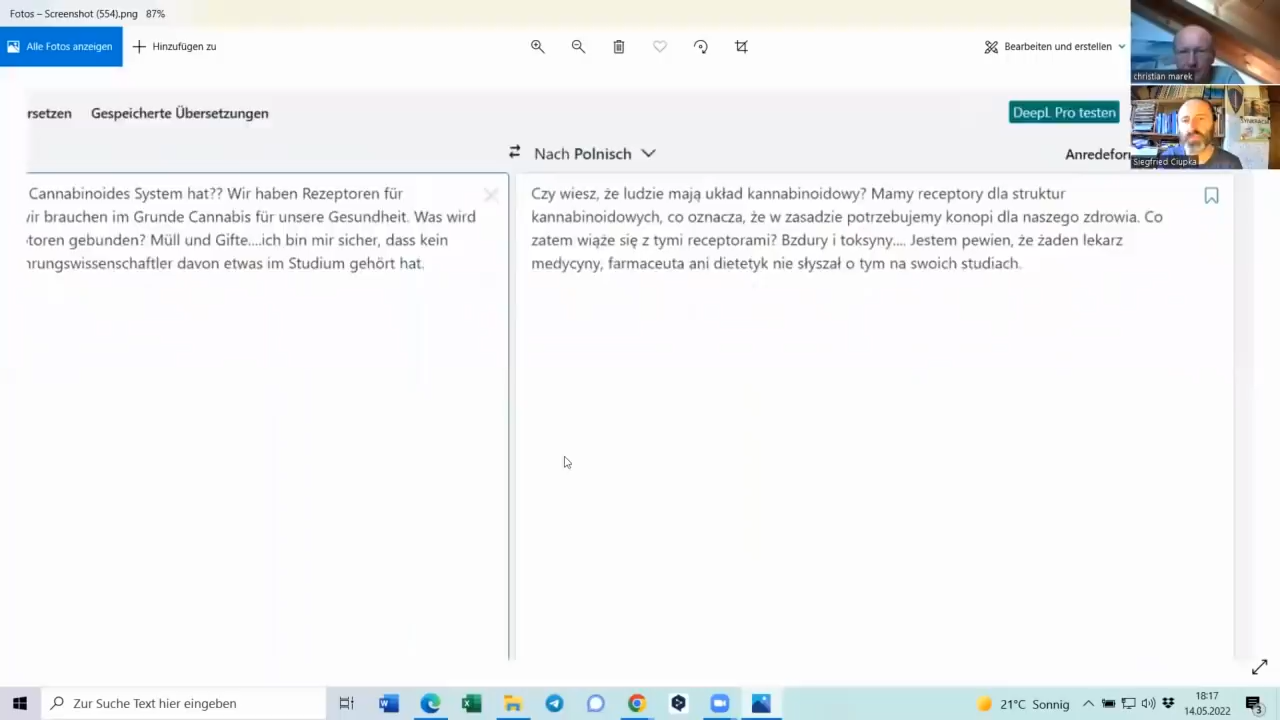 Fotos – Screenshot (554).png 87%
Alle Fotos anzeigen
Hinzufügen zu
Bearbeiten und erstellen
christian marek
Siegfried Ciupka
rsetzen Gespeicherte Übersetzungen
DeepL Pro testen
Nach Polnisch
Anredeforr
Cannabinoides System hat?? Wir haben Rezeptoren für
vir brauchen im Grunde Cannabis für unsere Gesundheit. Was wird
toren gebunden? Müll und Gifte....ich bin mir sicher, dass kein
hrungswissenschaftler davon etwas im Studium gehört hat.
Czy wiesz, że ludzie mają układ kannabinoidowy? Mamy receptory dla struktur
kannabinoidowych, co oznacza, że w zasadzie potrzebujemy konopi dla naszego zdrowia. Co
zatem wiąże się z tymi receptorami? Bzdury i toksyny.... Jestem pewien, że żaden lekarz
medycyny, farmaceuta ani dietetyk nie słyszał o tym na swoich studiach.
Zur Suche Text hier eingeben
21°C Sonnig
18:17
14.05.2022
3